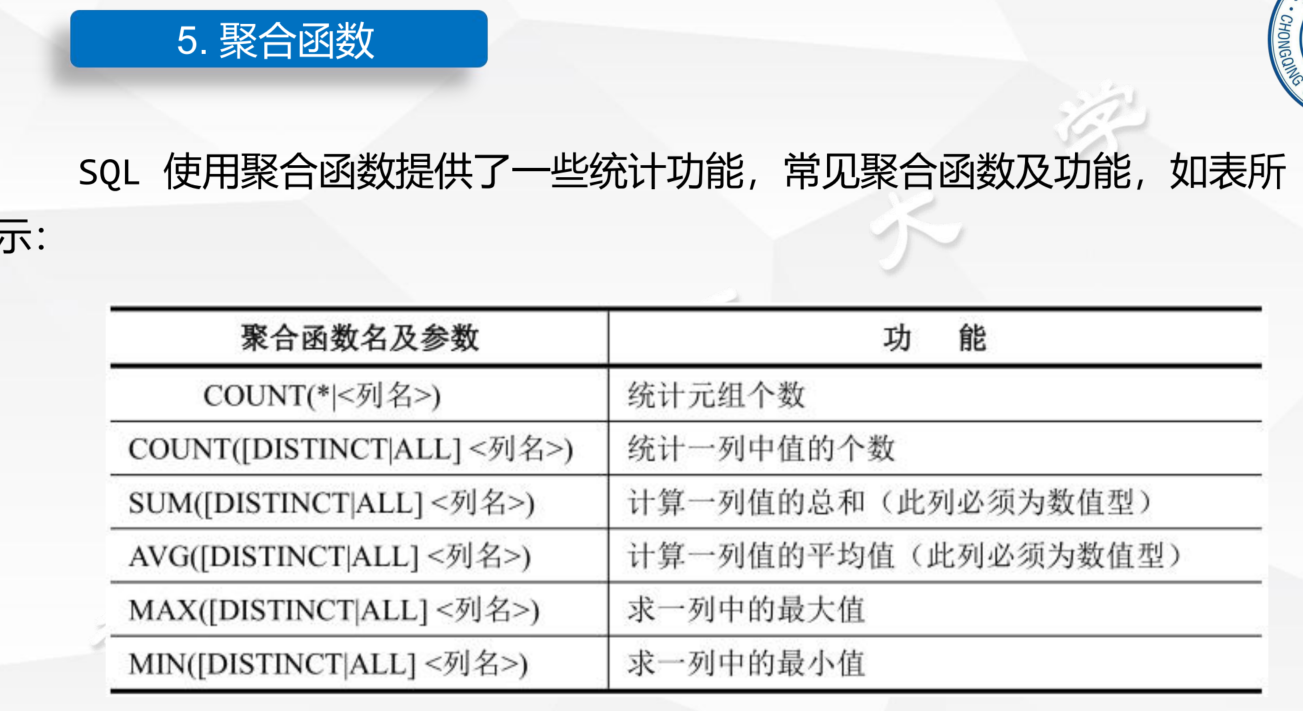 5. 聚合函数
· CHONGQING
学
大
SQL 使用聚合函数提供了一些统计功能，常见聚合函数及功能，如表所
示：
聚合函数名及参数 功 能
COUNT(*|<列名>) 统计元组个数
COUNT([DISTINCT|ALL] <列名>) 统计一列中值的个数
SUM([DISTINCT|ALL] <列名>) 计算一列值的总和（此列必须为数值型）
AVG([DISTINCT|ALL] <列名>) 计算一列值的平均值（此列必须为数值型）
MAX([DISTINCT|ALL] <列名>) 求一列中的最大值
MIN([DISTINCT|ALL] <列名>) 求一列中的最小值